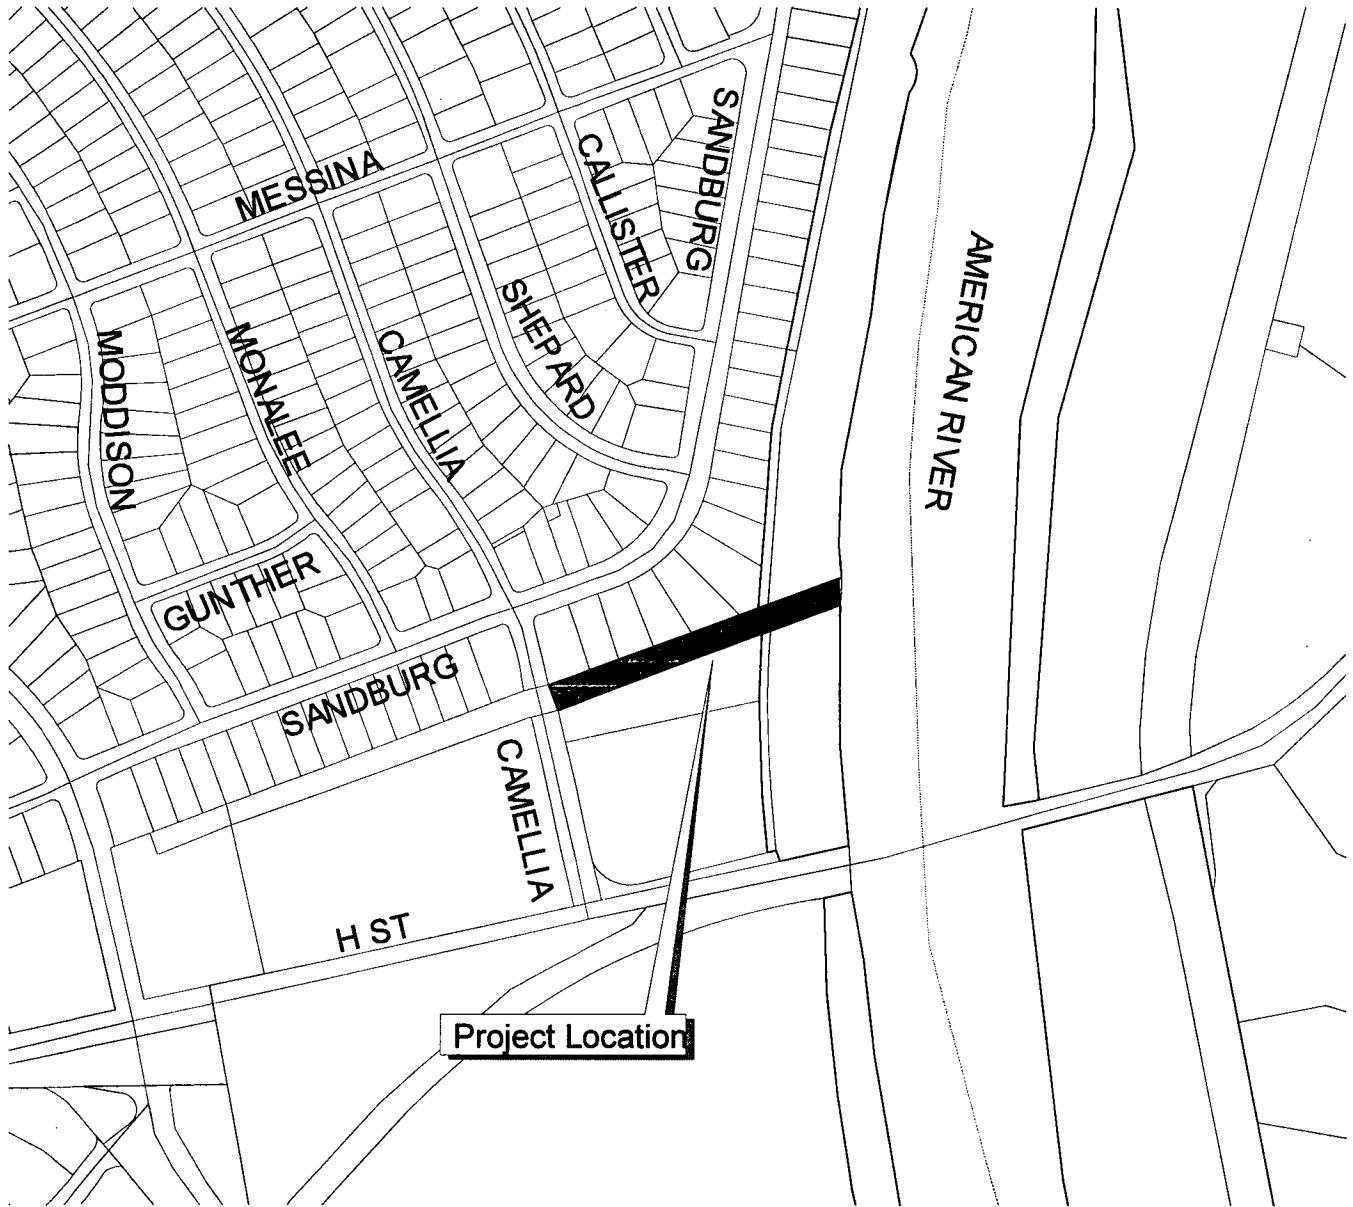 SANDBURG
MESSINA
CALLISTER
AMERICAN RIVER
SHEPARD
MODDISON
MONALEE
CAMELLIA
GUNTHER
SANDBURG
CAMELLIA
H ST
Project Location